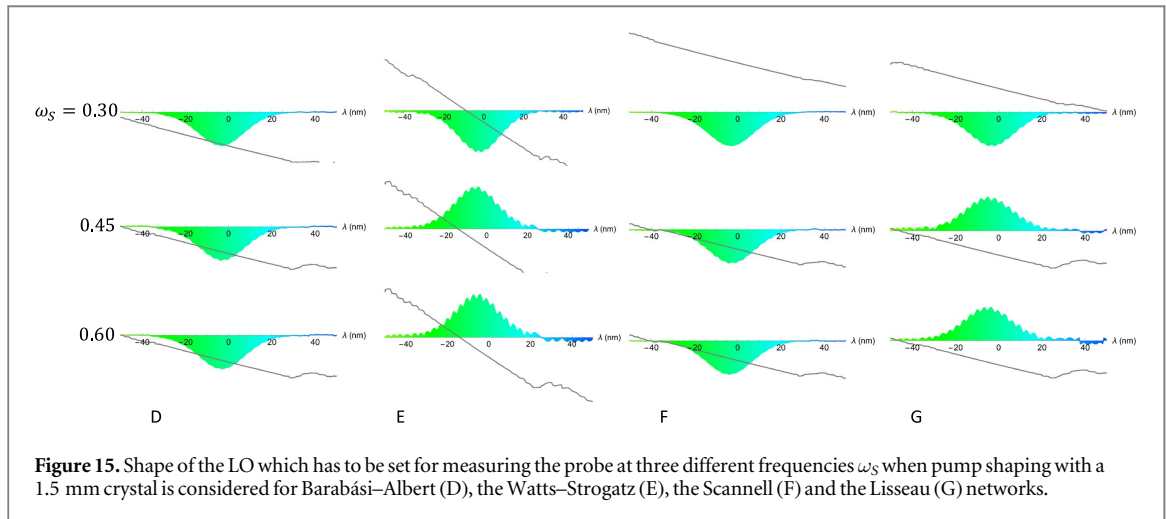 ω_S = 0.30
−40 −20 0 20 40 λ (nm)
−40 −20 0 20 40 λ (nm)
−40 −20 0 20 40 λ (nm)
−40 −20 0 20 40 λ (nm)
0.45
−40 −20 0 20 40 λ (nm)
−40 −20 0 20 40 λ (nm)
−40 −20 0 20 40 λ (nm)
−40 −20 0 20 40 λ (nm)
0.60
−40 −20 0 20 40 λ (nm)
−40 −20 0 20 40 λ (nm)
−40 −20 0 20 40 λ (nm)
−40 −20 0 20 40 λ (nm)
D E F G
Figure 15. Shape of the LO which has to be set for measuring the probe at three different frequencies ω_S when pump shaping with a
1.5 mm crystal is considered for Barabási–Albert (D), the Watts–Strogatz (E), the Scannell (F) and the Lisseau (G) networks.